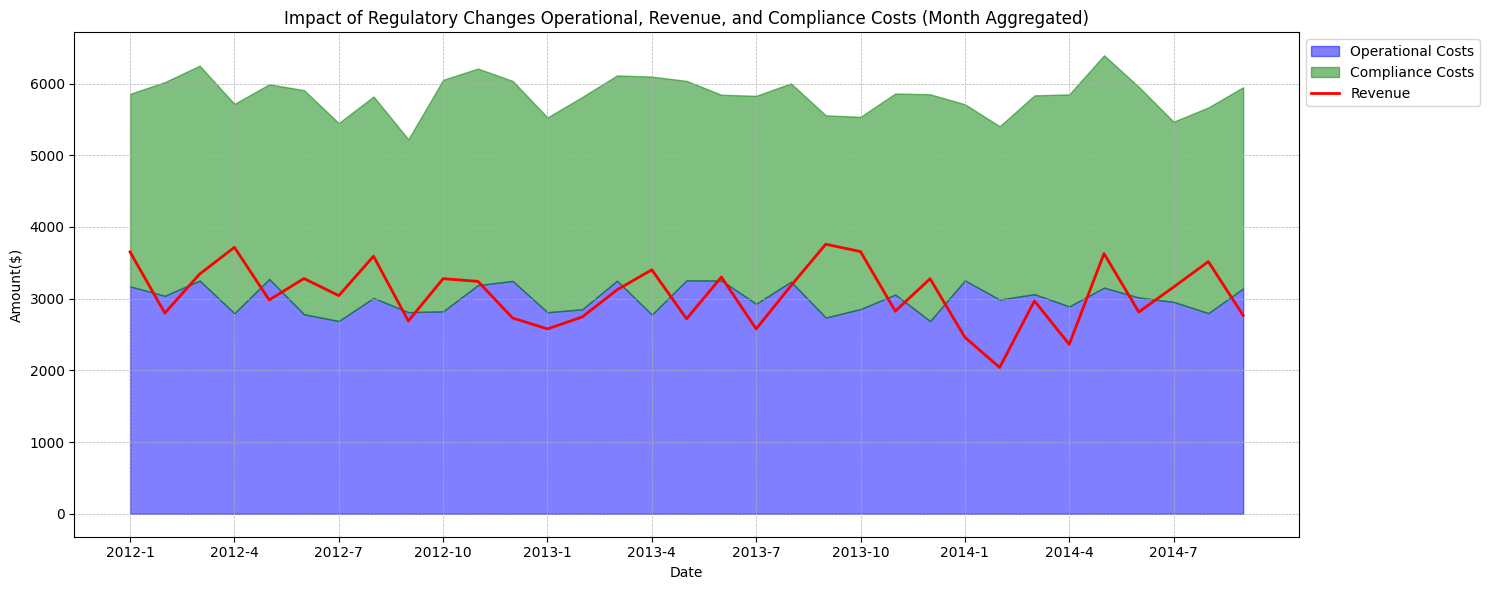 Impact of Regulatory Changes Operational, Revenue, and Compliance Costs (Month Aggregated)
Operational Costs
Compliance Costs
Revenue
Amount($)
6000
5000
4000
3000
2000
1000
0
2012-1 2012-4 2012-7 2012-10 2013-1 2013-4 2013-7 2013-10 2014-1 2014-4 2014-7
Date